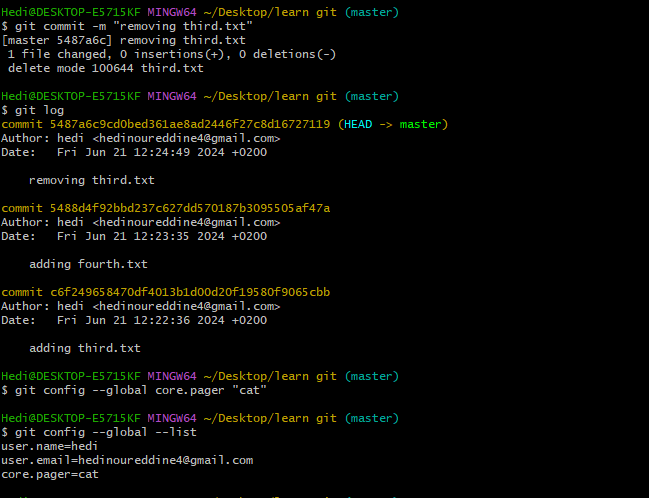 Hedi@DESKTOP-E5715KF MINGW64 ~/Desktop/learn git (master)
$ git commit -m "removing third.txt"
[master 5487a6c] removing third.txt
 1 file changed, 0 insertions(+), 0 deletions(-)
 delete mode 100644 third.txt

Hedi@DESKTOP-E5715KF MINGW64 ~/Desktop/learn git (master)
$ git log
commit 5487a6c9cd0bed361ae8ad2446f27c8d16727119 (HEAD -> master)
Author: hedi <hedinoureddine4@gmail.com>
Date:   Fri Jun 21 12:24:49 2024 +0200

    removing third.txt

commit 5488d4f92bbd237c627dd570187b3095505af47a
Author: hedi <hedinoureddine4@gmail.com>
Date:   Fri Jun 21 12:23:35 2024 +0200

    adding fourth.txt

commit c6f249658470df4013b1d00d20f19580f9065cbb
Author: hedi <hedinoureddine4@gmail.com>
Date:   Fri Jun 21 12:22:36 2024 +0200

    adding third.txt

Hedi@DESKTOP-E5715KF MINGW64 ~/Desktop/learn git (master)
$ git config --global core.pager "cat"

Hedi@DESKTOP-E5715KF MINGW64 ~/Desktop/learn git (master)
$ git config --global --list
user.name=hedi
user.email=hedinoureddine4@gmail.com
core.pager=cat